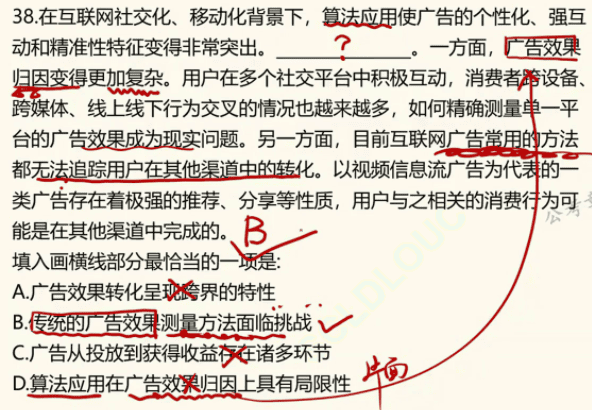 38.在互联网社交化、移动化背景下，算法应用使广告的个性化、强互
动和精准性特征变得非常突出。____?____。一方面，广告效果
归因变得更加复杂。用户在多个社交平台中积极互动，消费者跨设备、
跨媒体、线上线下行为交叉的情况也越来越多，如何精确测量单一平
台的广告效果成为现实问题。另一方面，目前互联网广告常用的方法
都无法追踪用户在其他渠道中的转化。以视频信息流广告为代表的一
类广告存在着极强的推荐、分享等性质，用户与之相关的消费行为可
能是在其他渠道中完成的。 B
填入画横线部分最恰当的一项是:
A.广告效果转化呈现跨界的特性
B.传统的广告效果测量方法面临挑战
C.广告从投放到获得收益存在诸多环节
D.算法应用在广告效果归因上具有局限性 片面
公考